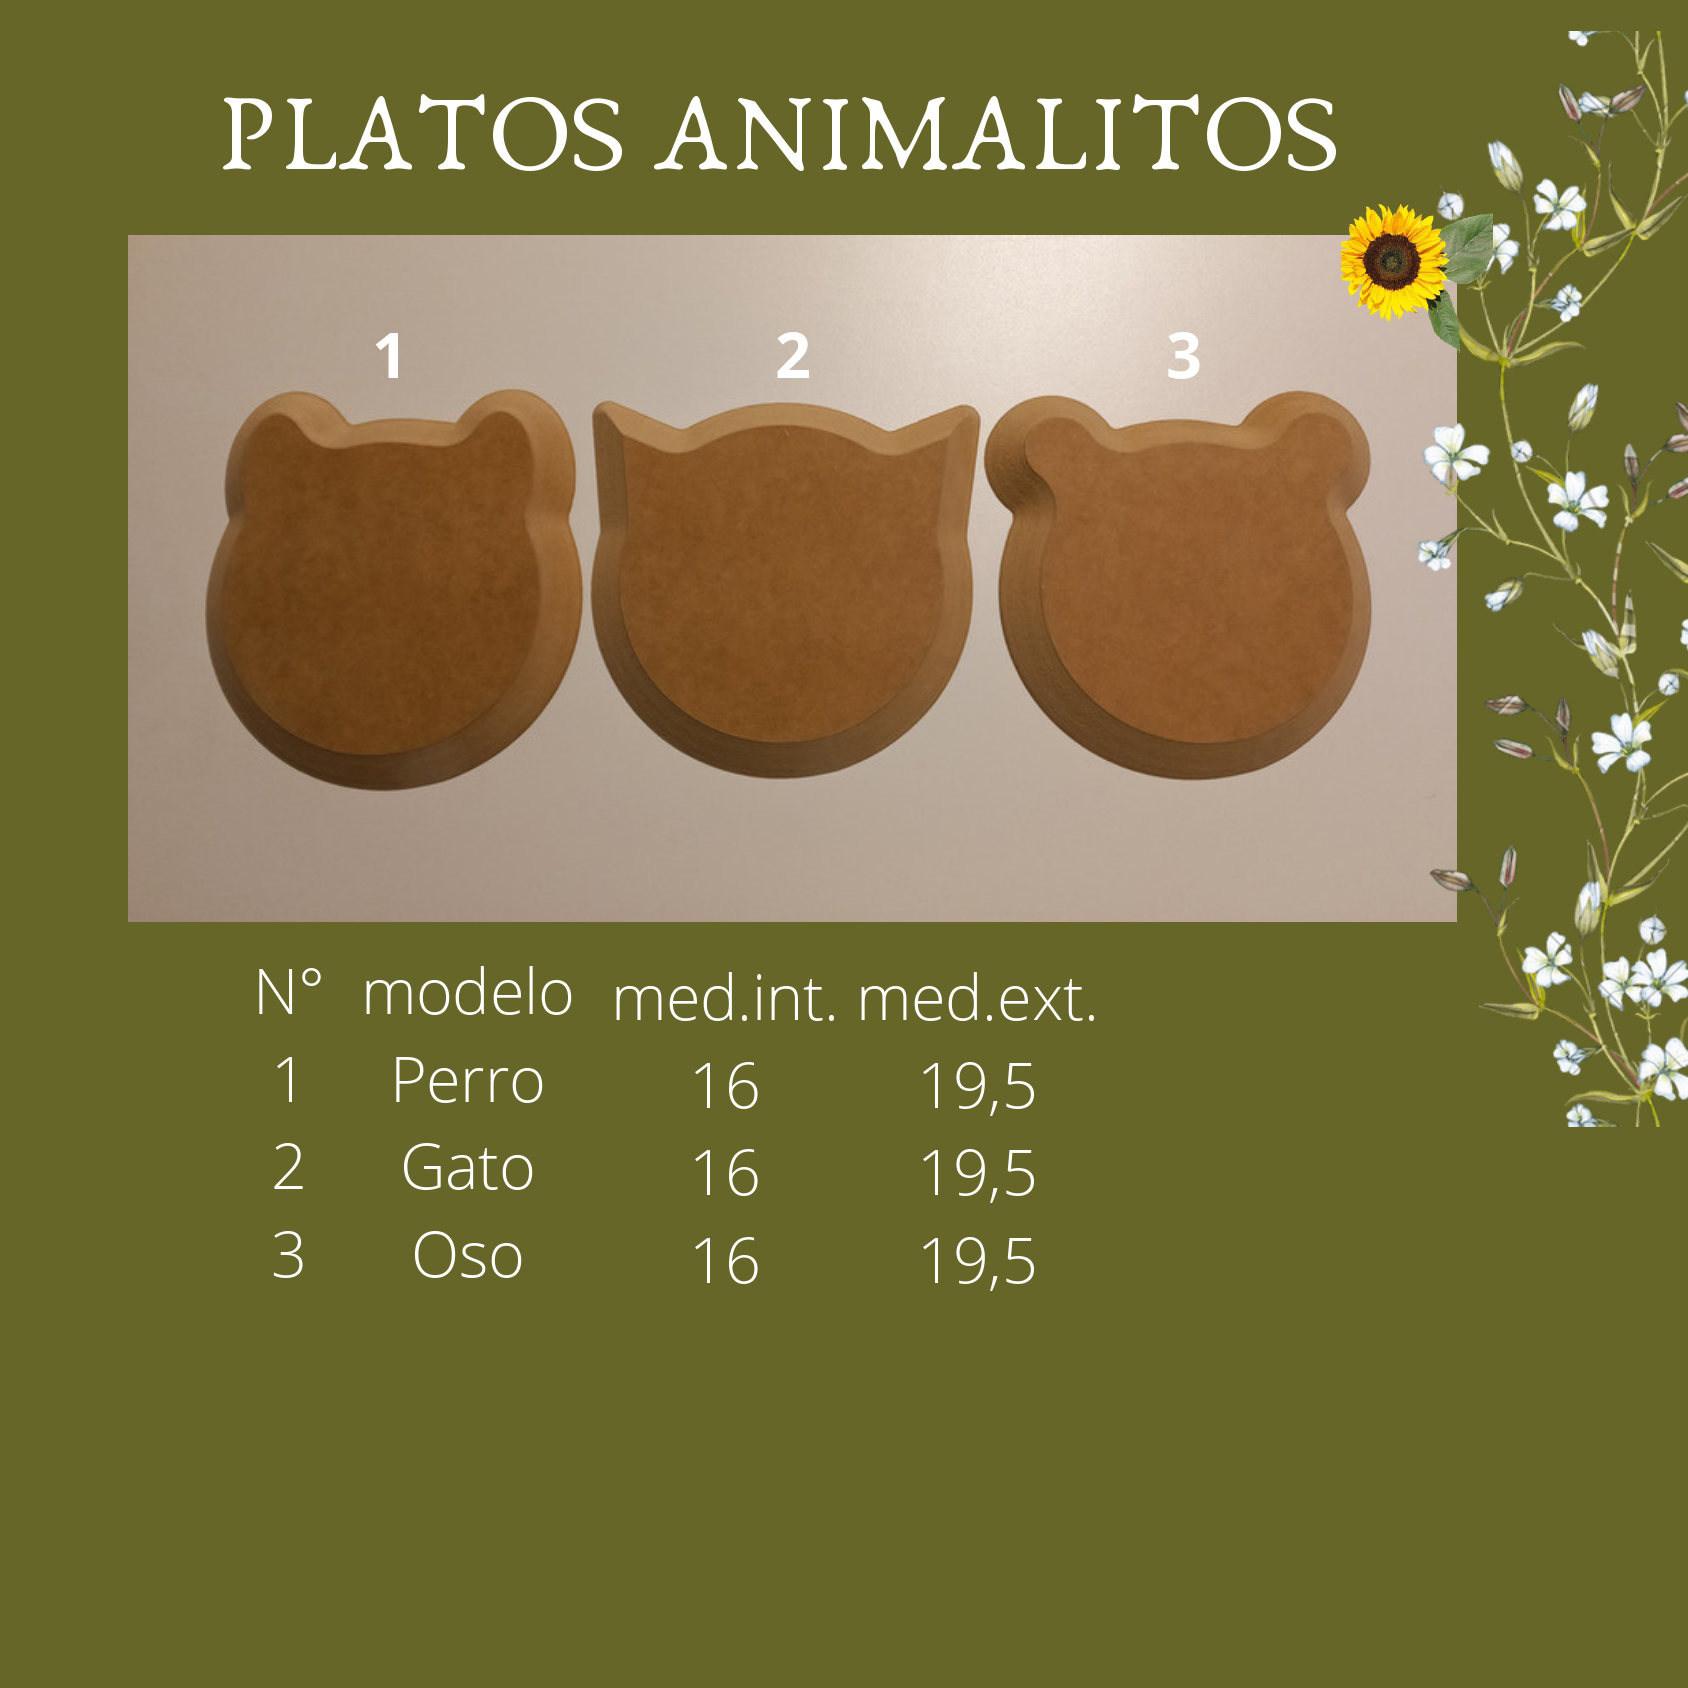 PLATOS ANIMALITOS
1 2 3
N° modelo med.int. med.ext.
1 Perro 16 19,5
2 Gato 16 19,5
3 Oso 16 19,5